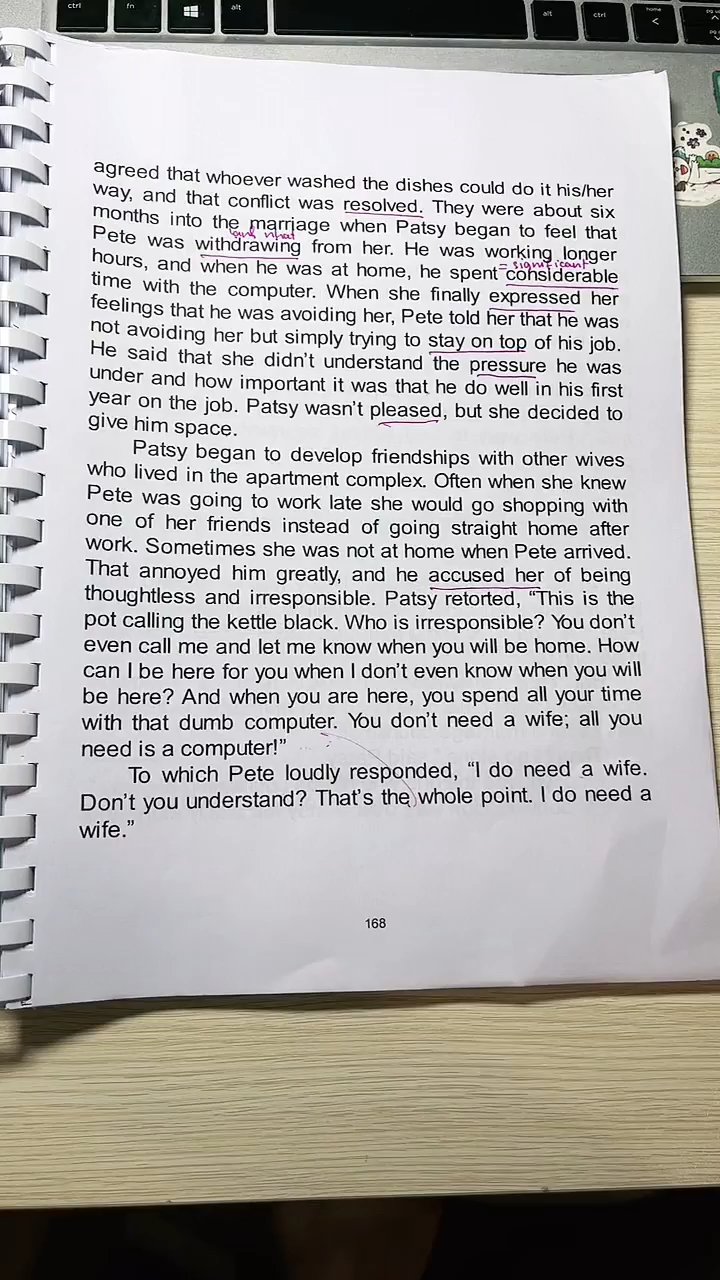 ctrl fn alt alt ctrl home
agreed that whoever washed the dishes could do it his/her
way, and that conflict was resolved. They were about six
months into the marriage when Patsy began to feel that
Pete was withdrawing from her. He was working longer
= significant
hours, and when he was at home, he spent considerable
time with the computer. When she finally expressed her
feelings that he was avoiding her, Pete told her that he was
not avoiding her but simply trying to stay on top of his job.
He said that she didn’t understand the pressure he was
under and how important it was that he do well in his first
year on the job. Patsy wasn’t pleased, but she decided to
give him space.
Patsy began to develop friendships with other wives
who lived in the apartment complex. Often when she knew
Pete was going to work late she would go shopping with
one of her friends instead of going straight home after
work. Sometimes she was not at home when Pete arrived.
That annoyed him greatly, and he accused her of being
thoughtless and irresponsible. Patsy retorted, “This is the
pot calling the kettle black. Who is irresponsible? You don’t
even call me and let me know when you will be home. How
can I be here for you when I don’t even know when you will
be here? And when you are here, you spend all your time
with that dumb computer. You don’t need a wife; all you
need is a computer!”
To which Pete loudly responded, “I do need a wife.
Don’t you understand? That’s the whole point. I do need a
wife.”
168